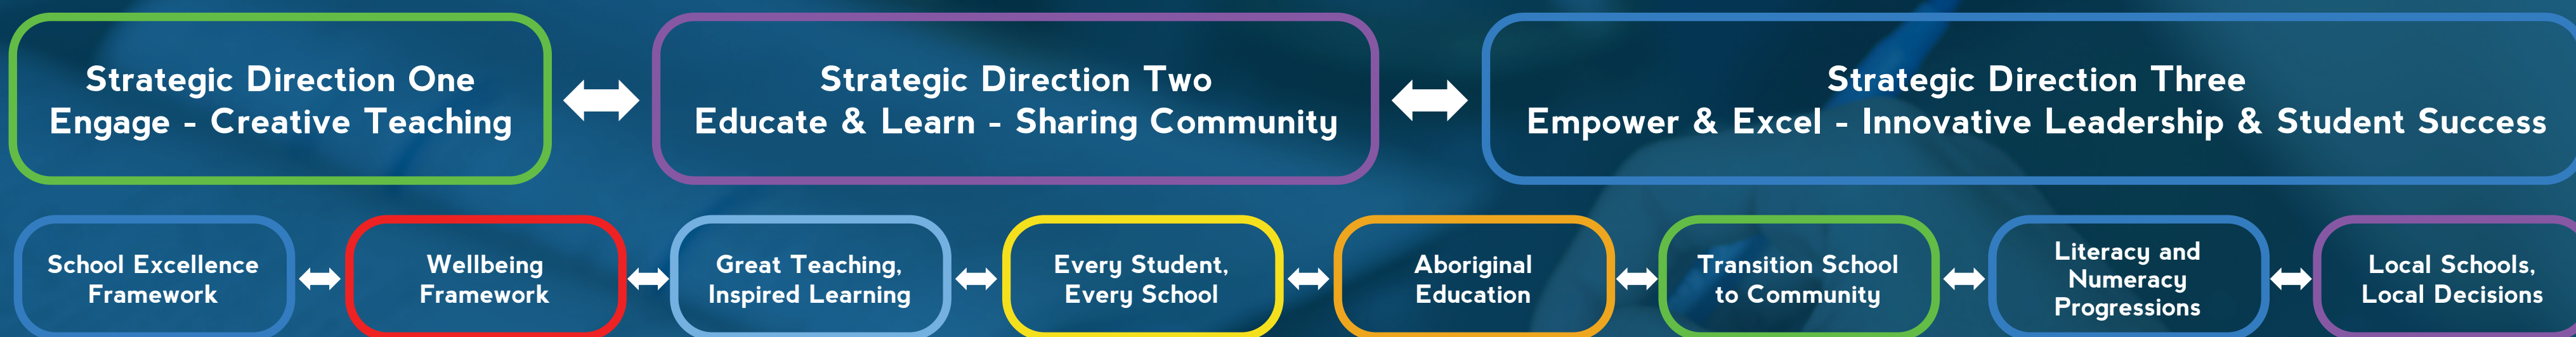 Strategic Direction One
Engage - Creative Teaching
Strategic Direction Two
Educate & Learn - Sharing Community
Strategic Direction Three
Empower & Excel - Innovative Leadership & Student Success
School Excellence
Framework
Wellbeing
Framework
Great Teaching,
Inspired Learning
Every Student,
Every School
Aboriginal
Education
Transition School
to Community
Literacy and
Numeracy
Progressions
Local Schools,
Local Decisions